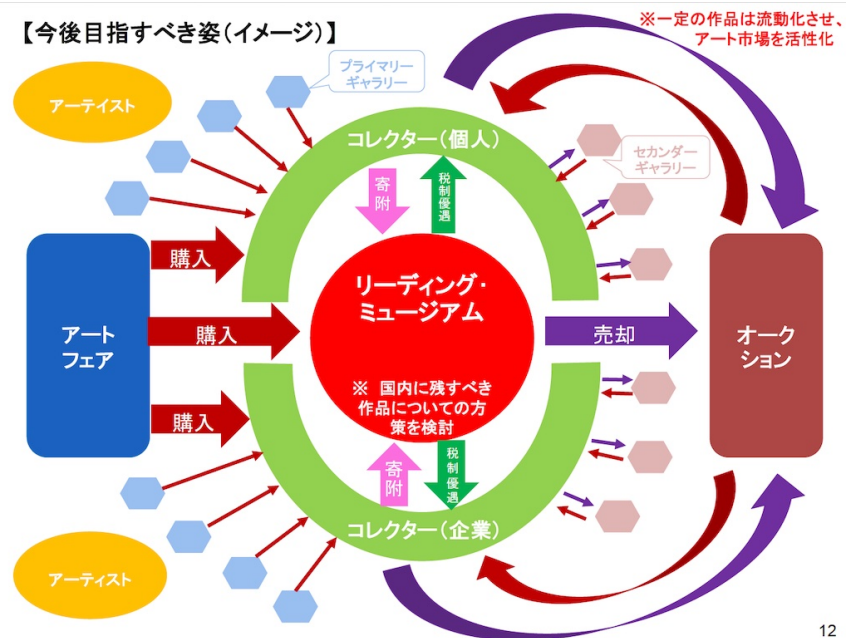 【今後目指すべき姿(イメージ)】
※一定の作品は流動化させ、
アート市場を活性化
アーテイスト
プライマリー
ギャラリー
コレクター(個人)
セカンダー
ギャラリー
寄附
税制優遇
購入
リーディング・
ミュージアム
アート
フェア
購入
売却
オーク
ション
※ 国内に残すべき
作品についての方
策を検討
購入
寄附
税制優遇
コレクター(企業)
アーティスト
12